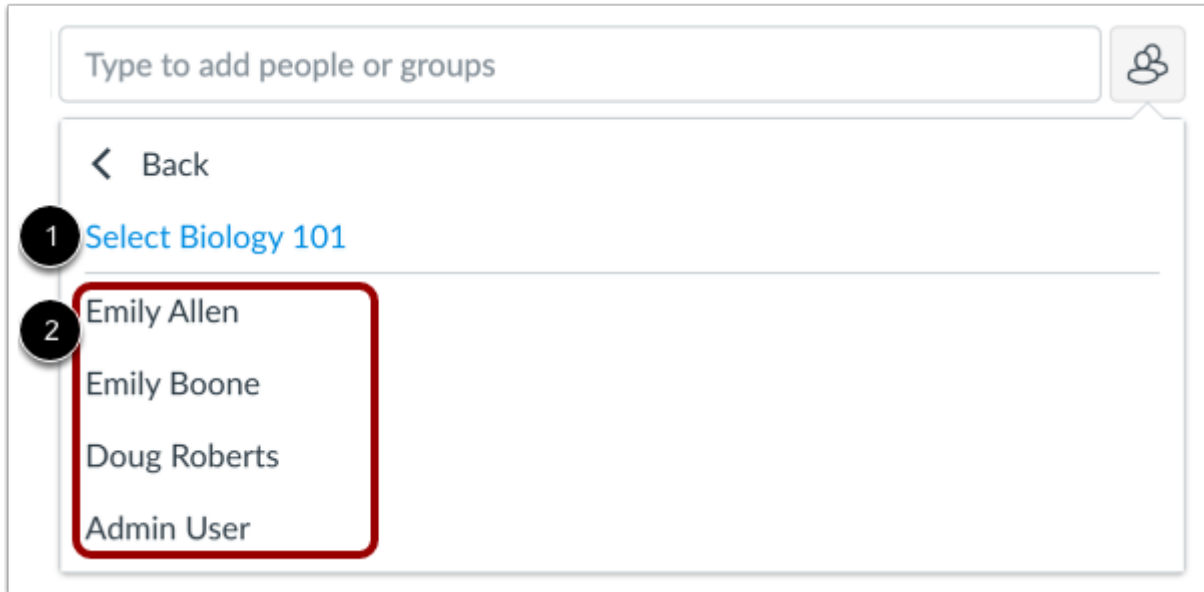 Type to add people or groups
Back
1 Select Biology 101
2
Emily Allen
Emily Boone
Doug Roberts
Admin User